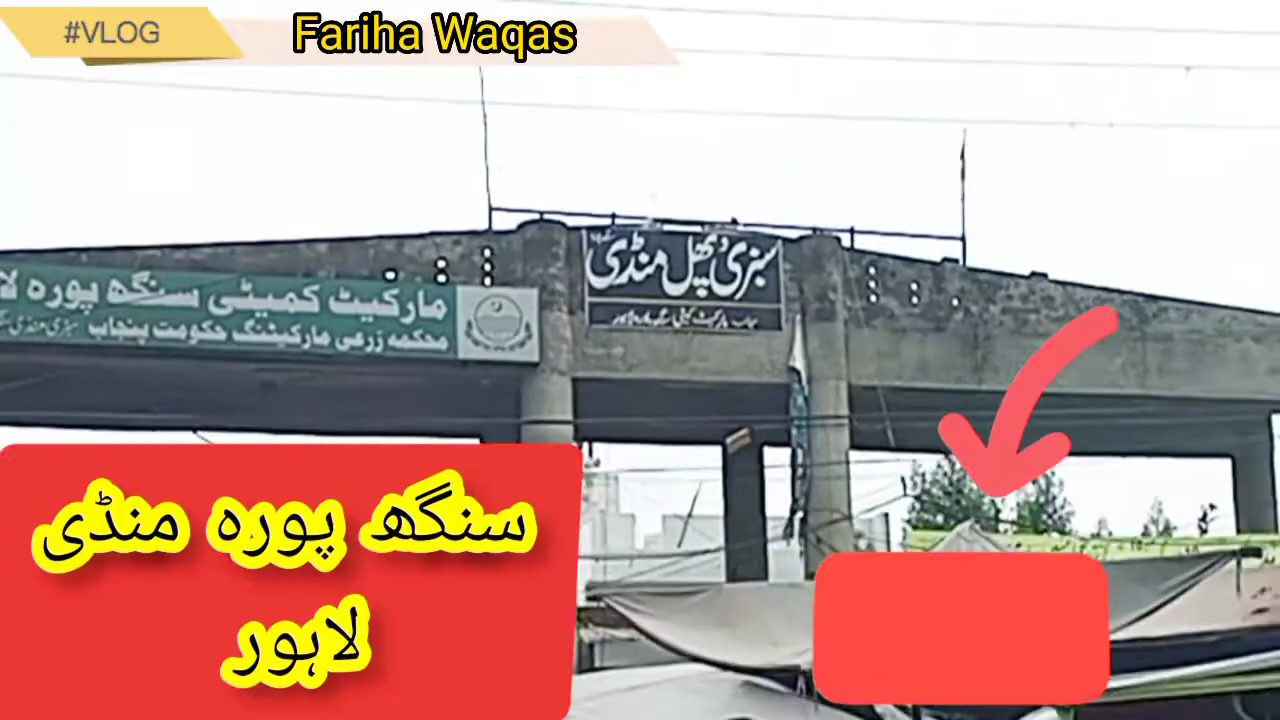 #VLOG
Fariha Waqas
سبزی و پھل منڈی
مارکیٹ کمیٹی سنگھ پورہ لا
محکمہ زرعی مارکیٹنگ حکومت پنجاب
سنگھ پورہ منڈی
لاہور